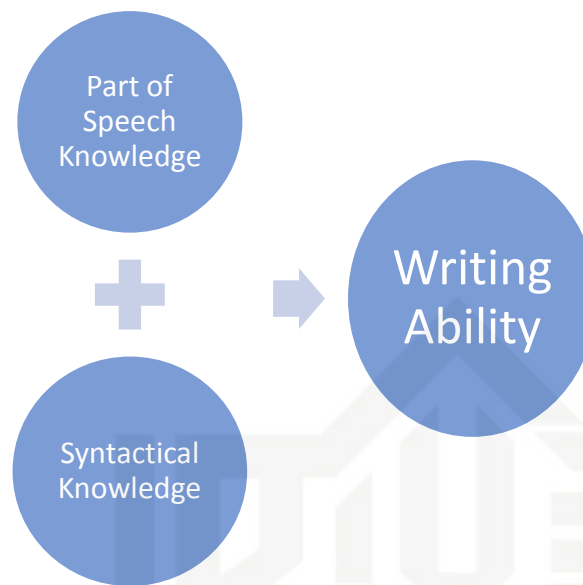 Part of
Speech
Knowledge
Syntactical
Knowledge
Writing
Ability